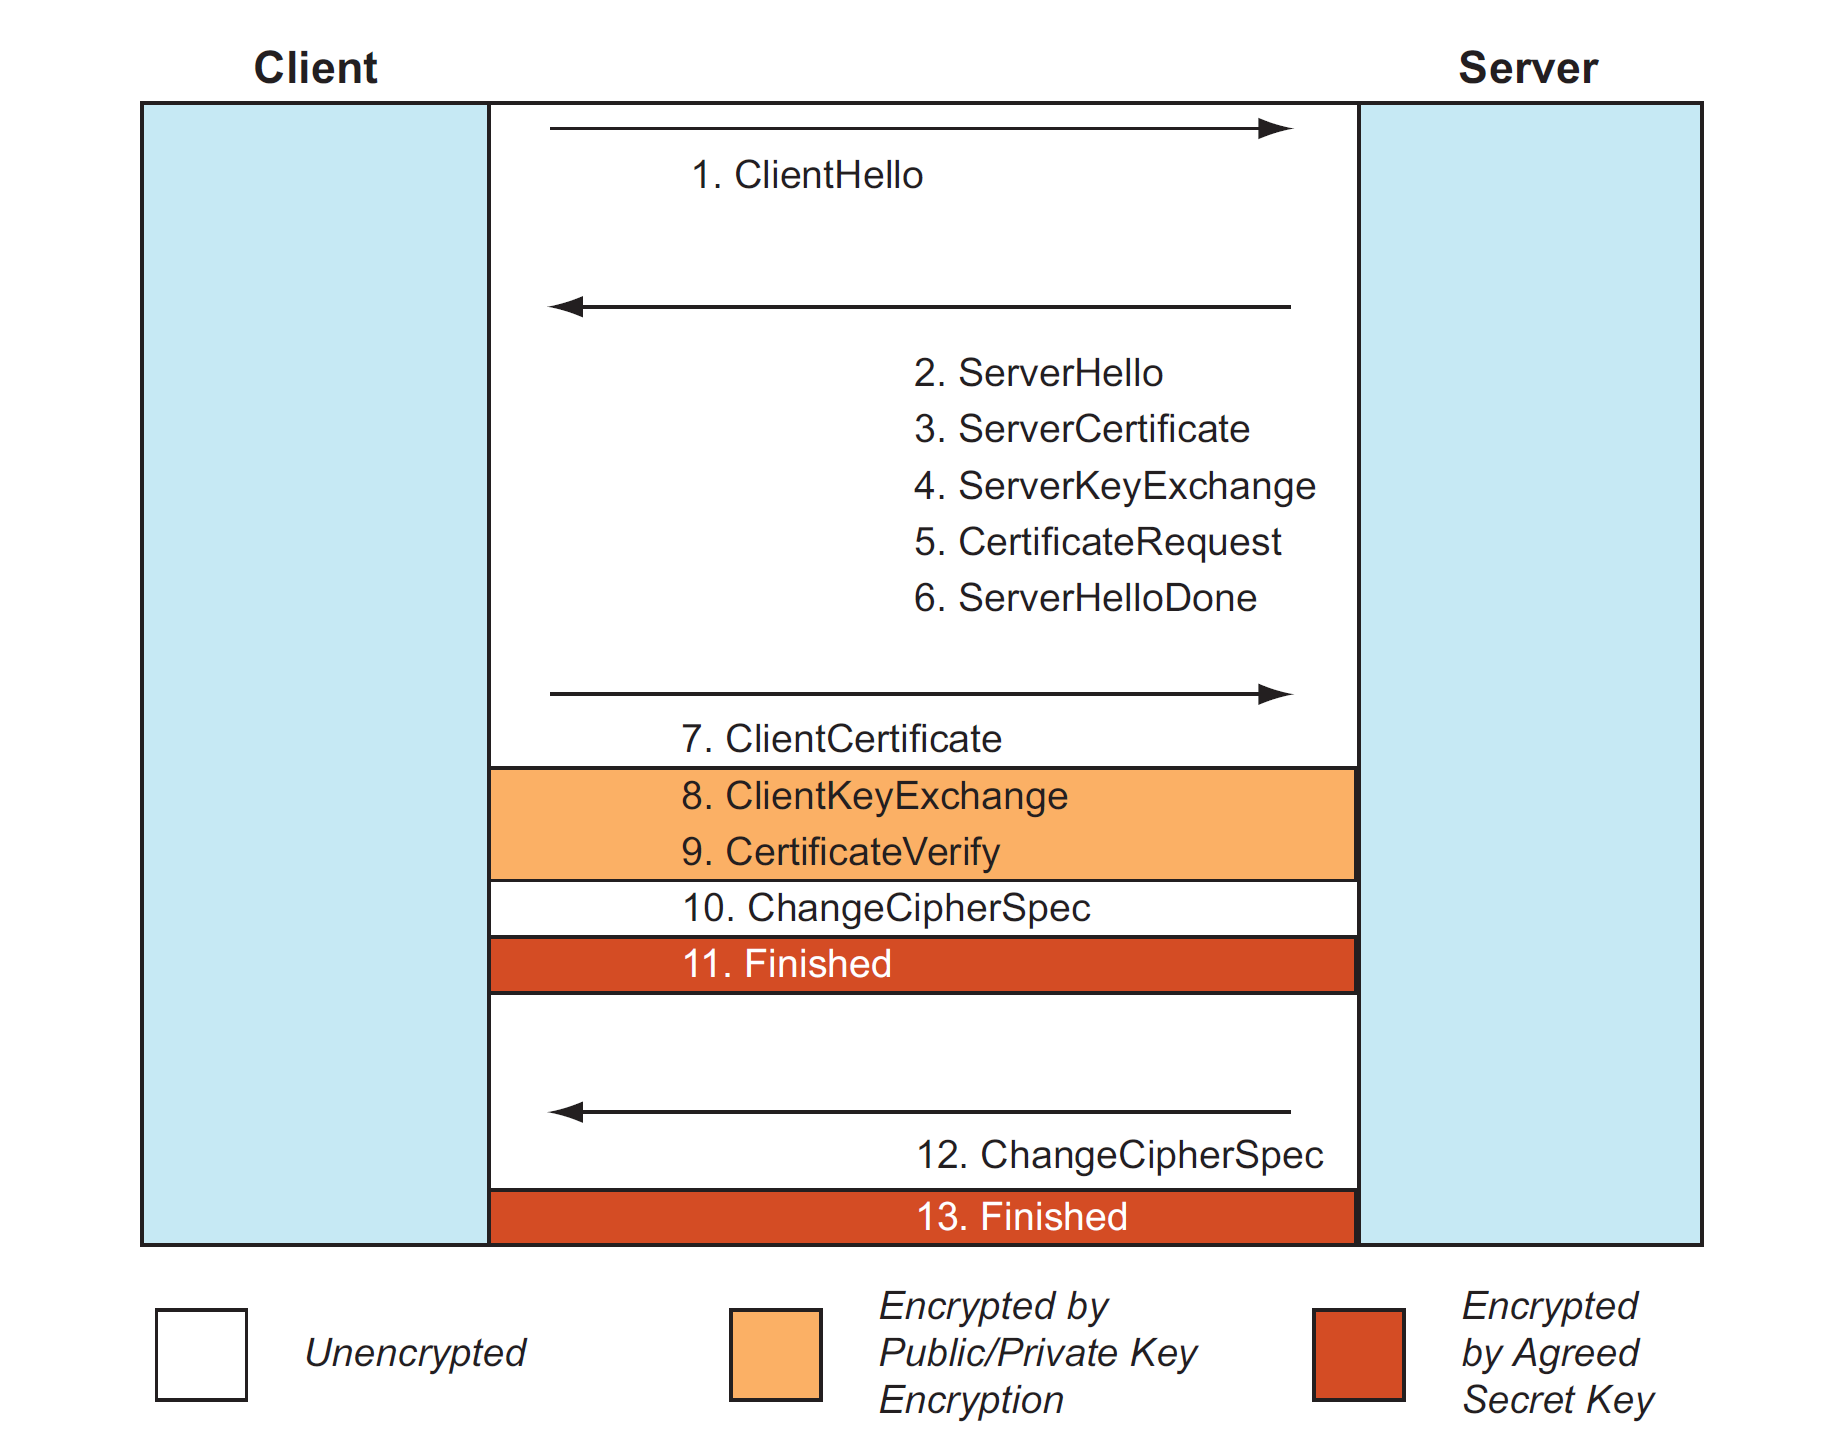 Client
Server
1. ClientHello
2. ServerHello
3. ServerCertificate
4. ServerKeyExchange
5. CertificateRequest
6. ServerHelloDone
7. ClientCertificate
8. ClientKeyExchange
9. CertificateVerify
10. ChangeCipherSpec
11. Finished
12. ChangeCipherSpec
13. Finished
Unencrypted
Encrypted by
Public/Private Key
Encryption
Encrypted
by Agreed
Secret Key